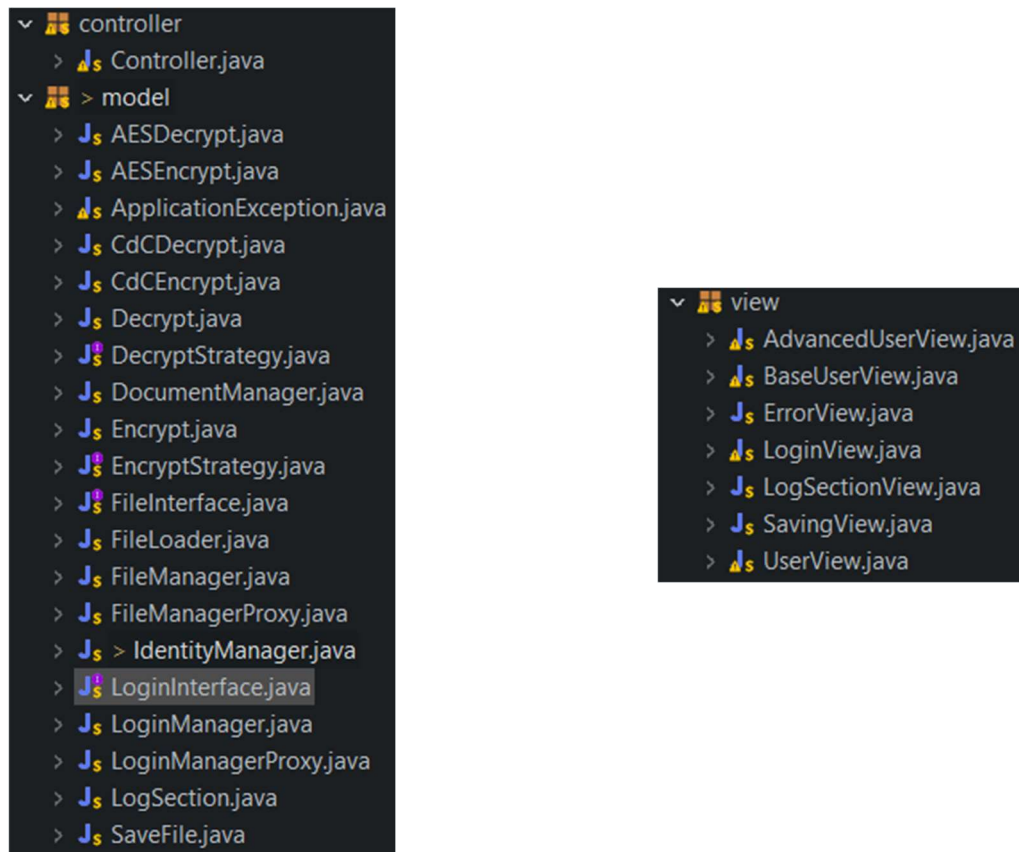 controller
Controller.java
> model
AESDecrypt.java
AESEncrypt.java
ApplicationException.java
CdCDecrypt.java
CdCEncrypt.java
Decrypt.java
DecryptStrategy.java
DocumentManager.java
Encrypt.java
EncryptStrategy.java
FileInterface.java
FileLoader.java
FileManager.java
FileManagerProxy.java
> IdentityManager.java
LoginInterface.java
LoginManager.java
LoginManagerProxy.java
LogSection.java
SaveFile.java
view
AdvancedUserView.java
BaseUserView.java
ErrorView.java
LoginView.java
LogSectionView.java
SavingView.java
UserView.java